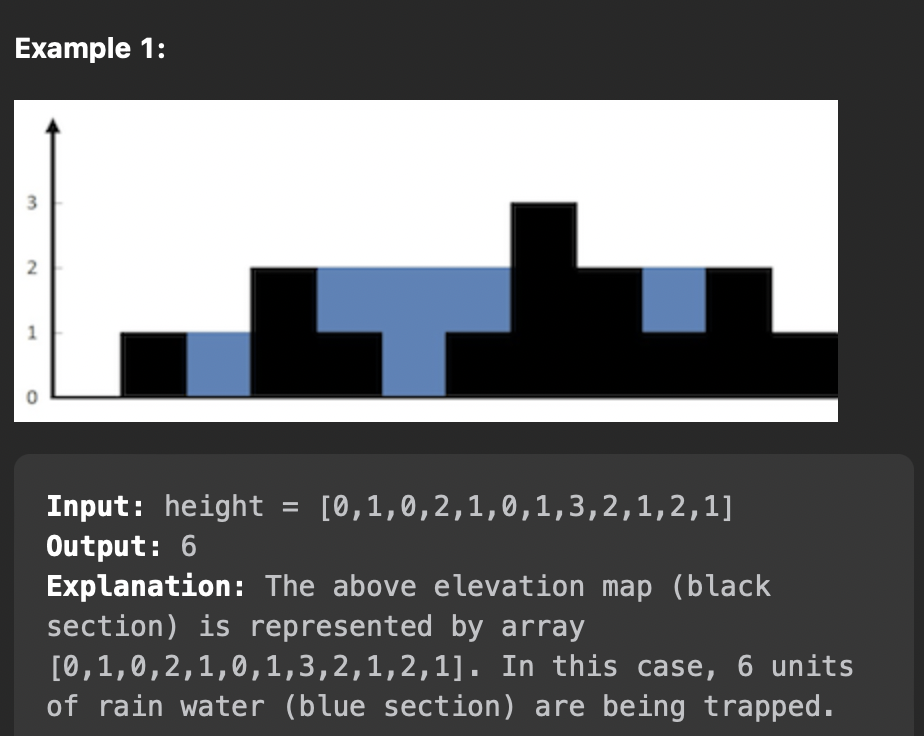 Example 1:
3
2
1
0
Input: height = [0,1,0,2,1,0,1,3,2,1,2,1]
Output: 6
Explanation: The above elevation map (black
section) is represented by array
[0,1,0,2,1,0,1,3,2,1,2,1]. In this case, 6 units
of rain water (blue section) are being trapped.